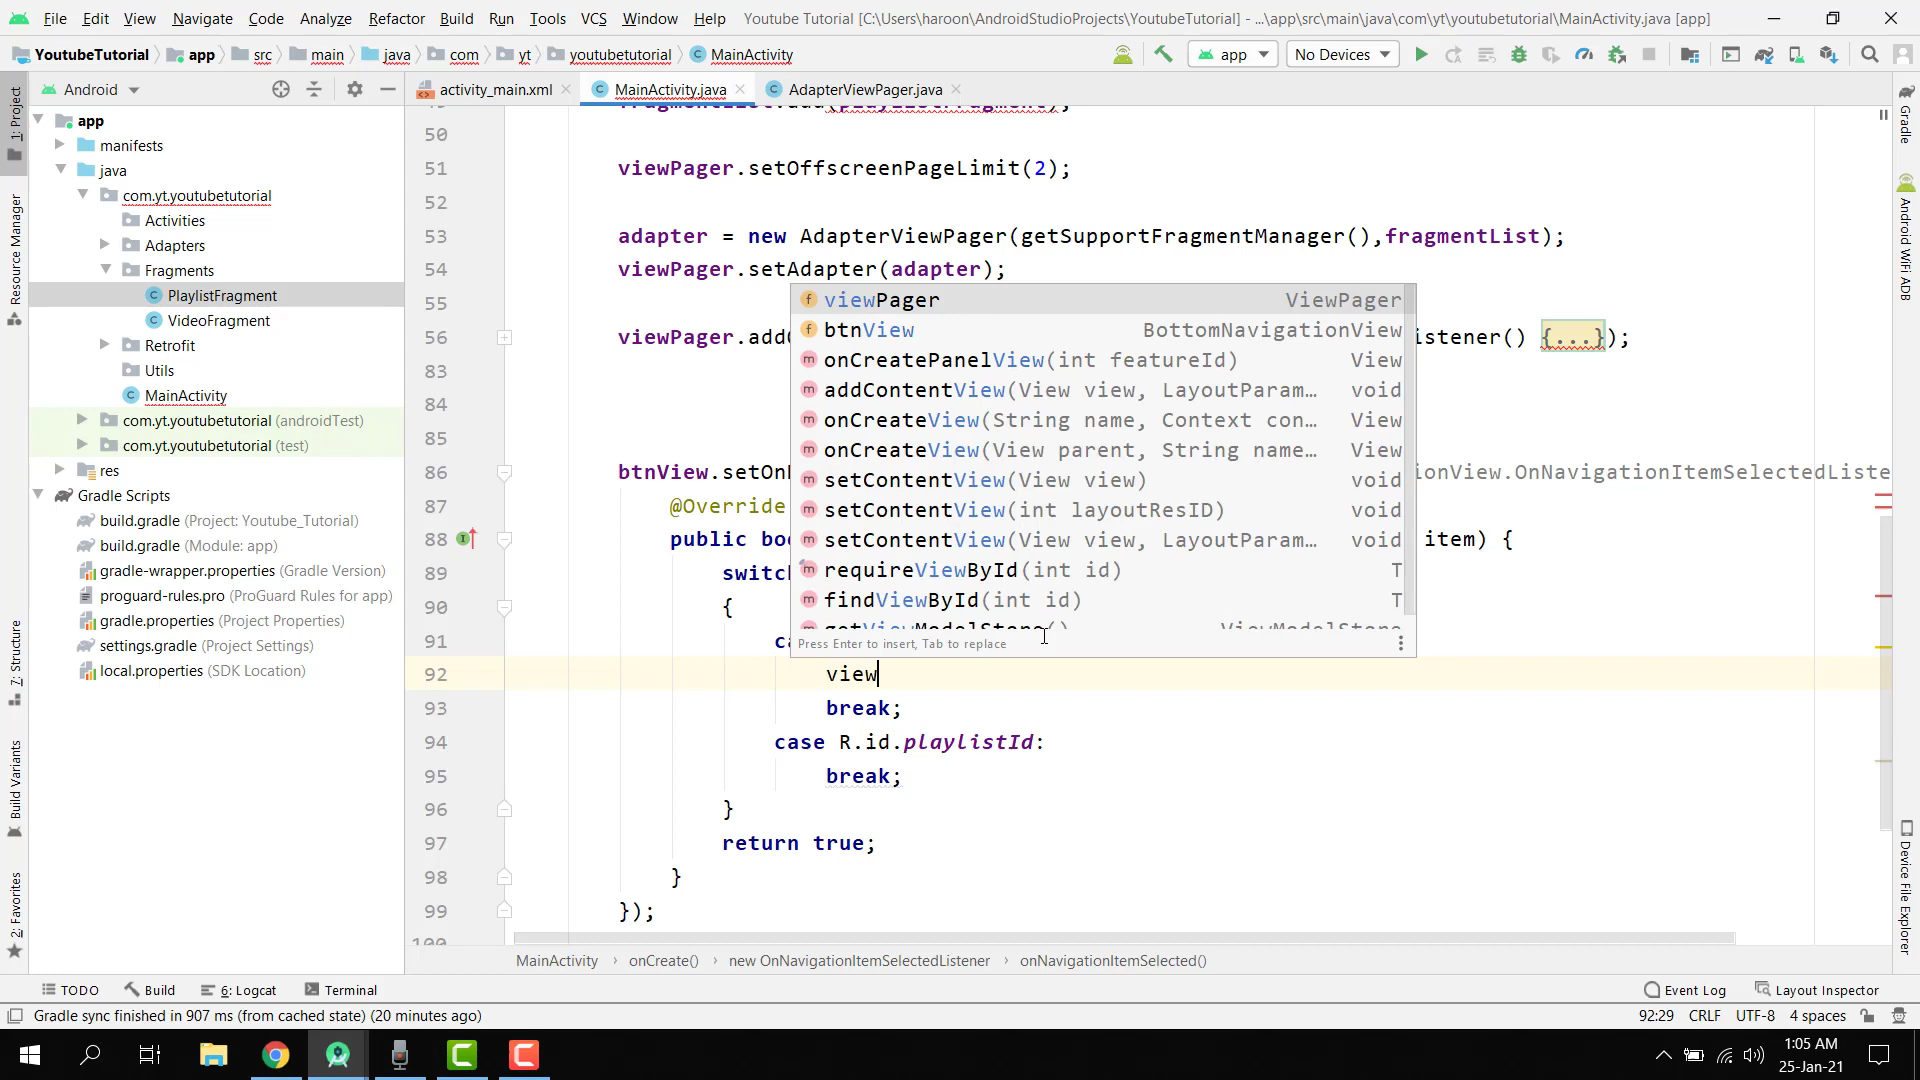 File Edit View Navigate Code Analyze Refactor Build Run Tools VCS Window Help Youtube Tutorial [C:\Users\haroon\AndroidStudioProjects\YoutubeTutorial] - ...\app\src\main\java\com\yt\youtubetutorial\MainActivity.java [app]
YoutubeTutorial app src main java com yt youtubetutorial MainActivity app No Devices
Android activity_main.xml MainActivity.java AdapterViewPager.java
1: Project
Resource Manager
7: Structure
Build Variants
2: Favorites
app
manifests
java
com.yt.youtubetutorial
Activities
Adapters
Fragments
PlaylistFragment
VideoFragment
Retrofit
Utils
MainActivity
com.yt.youtubetutorial (androidTest)
com.yt.youtubetutorial (test)
res
Gradle Scripts
build.gradle (Project: Youtube_Tutorial)
build.gradle (Module: app)
gradle-wrapper.properties (Gradle Version)
proguard-rules.pro (ProGuard Rules for app)
gradle.properties (Project Properties)
settings.gradle (Project Settings)
local.properties (SDK Location)
50
51 viewPager.setOffscreenPageLimit(2);
52
53 adapter = new AdapterViewPager(getSupportFragmentManager(),fragmentList);
54 viewPager.setAdapter(adapter);
55
56 viewPager.add istener() {...});
83
84
85
86 btnView.setOn ionView.OnNavigationItemSelectedListe
87 @Override
88 public boo item) {
89 switch
90 {
91 ca
92 view
93 break;
94 case R.id.playlistId:
95 break;
96 }
97 return true;
98 }
99 });
100
viewPager ViewPager
btnView BottomNavigationView
onCreatePanelView(int featureId) View
addContentView(View view, LayoutParam... void
onCreateView(String name, Context con... View
onCreateView(View parent, String name... View
setContentView(View view) void
setContentView(int layoutResID) void
setContentView(View view, LayoutParam... void
requireViewById(int id) T
findViewById(int id) T
getViewModelStore() ViewModelStore
Press Enter to insert, Tab to replace
Gradle
Android WiFi ADB
Device File Explorer
MainActivity › onCreate() › new OnNavigationItemSelectedListener › onNavigationItemSelected()
TODO Build 6: Logcat Terminal Event Log Layout Inspector
Gradle sync finished in 907 ms (from cached state) (20 minutes ago) 92:29 CRLF UTF-8 4 spaces
1:05 AM
25-Jan-21